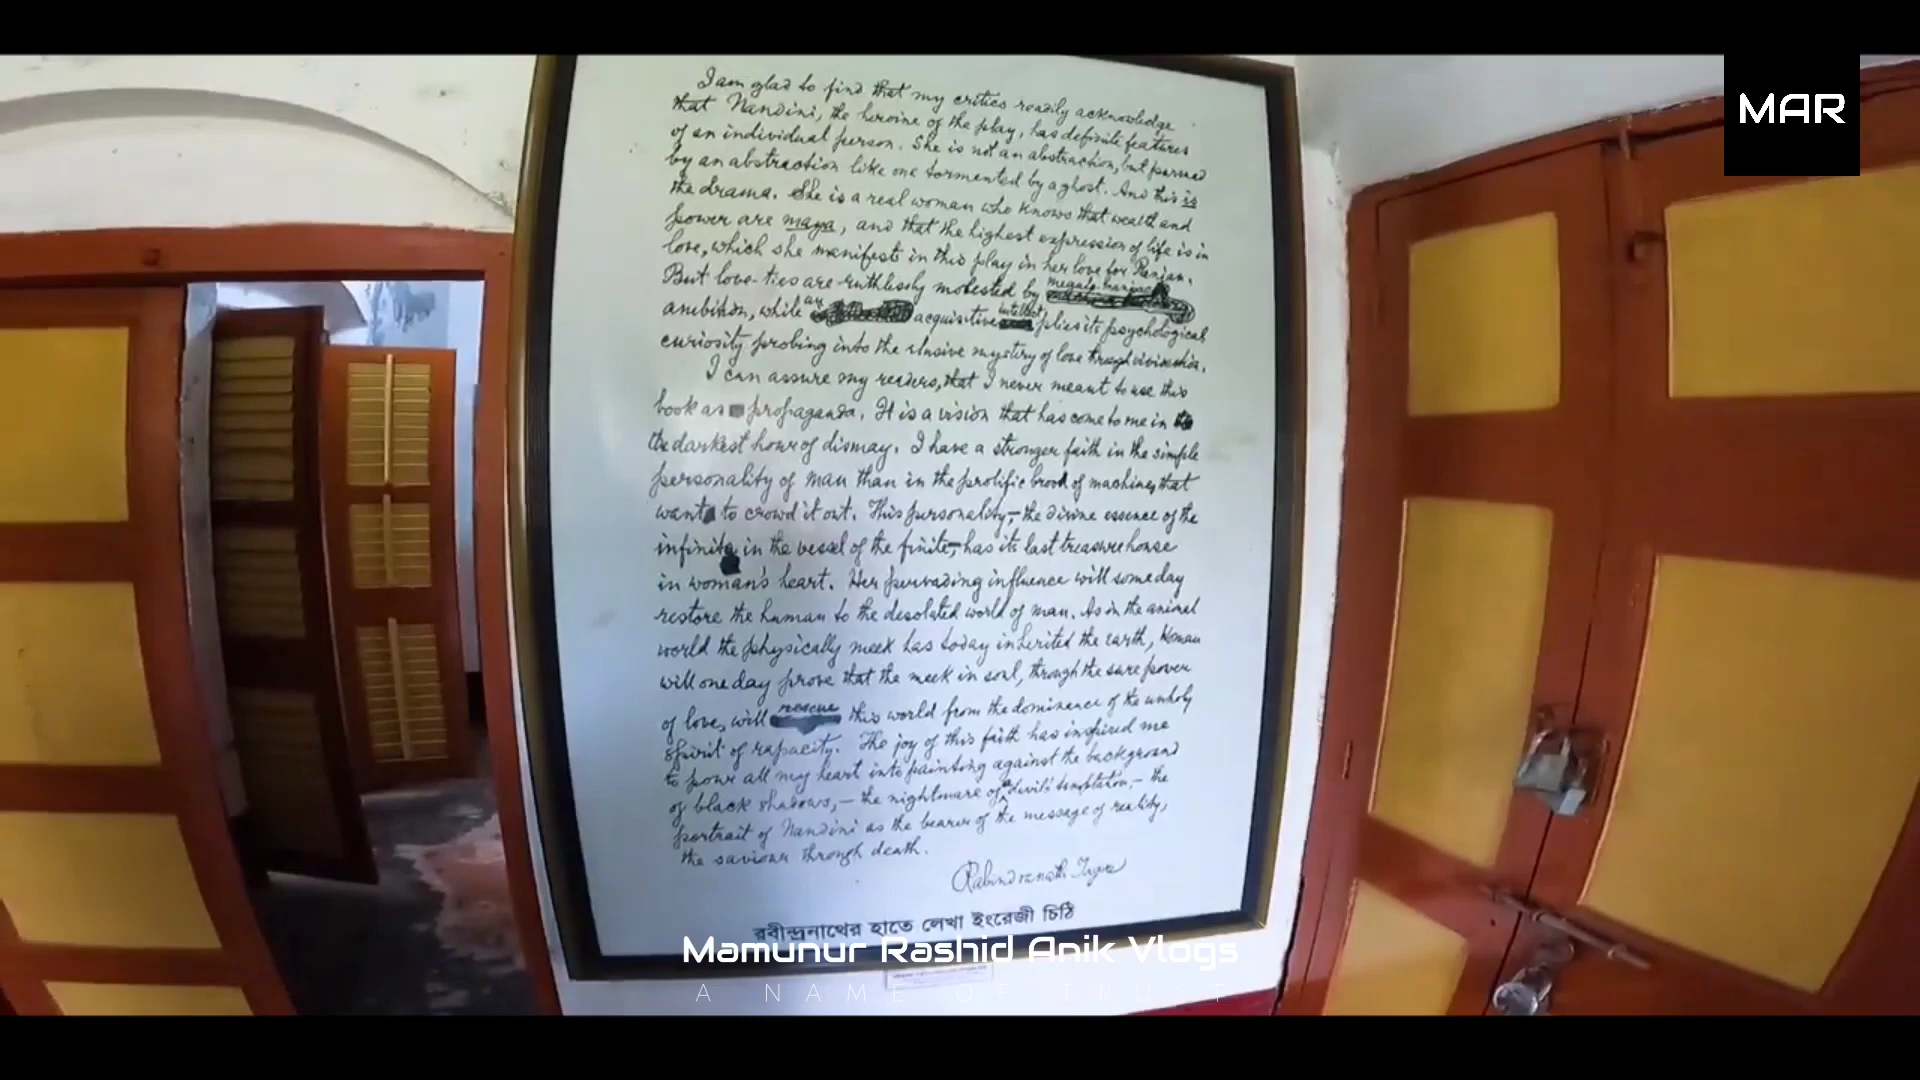 MAR
I am glad to find that my critics readily acknowledge
that Nandini, the heroine of the play, has definite features
of an individual person. She is not an abstraction, but pursued
by an abstraction like one tormented by a ghost. And this is
the drama. She is a real woman who knows that wealth and
power are maya, and that the highest expression of life is in
love, which she manifests in this play in her love for Ranjan.
But love-ties are ruthlessly molested by megalomaniac
ambition, while an acquisitive intellect plies its psychological
curiosity probing into the elusive mystery of love through vivisection.
I can assure my readers, that I never meant to use this
book as propaganda. It is a vision that has come to me in
the darkest hour of dismay. I have a stronger faith in the simple
personality of man than in the prolific brood of machines that
want to crowd it out. This personality,– the divine essence of the
infinite in the vessel of the finite,– has its last treasure house
in woman's heart. Her pervading influence will some day
restore the human to the desolated world of man. As in the animal
world the physically meek has today inherited the earth, Woman
will one day prove that the meek in soul, through the sure power
of love, will rescue this world from the dominence of the unholy
spirit of rapacity. The joy of this faith has inspired me
to pour all my heart into painting against the background
of black shadows,– the nightmare of a devil's temptation,– the
portrait of Nandini as the bearer of the message of reality,
the saviour through death.
Rabindranath Tagore
রবীন্দ্রনাথের হাতে লেখা ইংরেজী চিঠি
Mamunur Rashid Anik Vlogs
A NAME OF TRUST